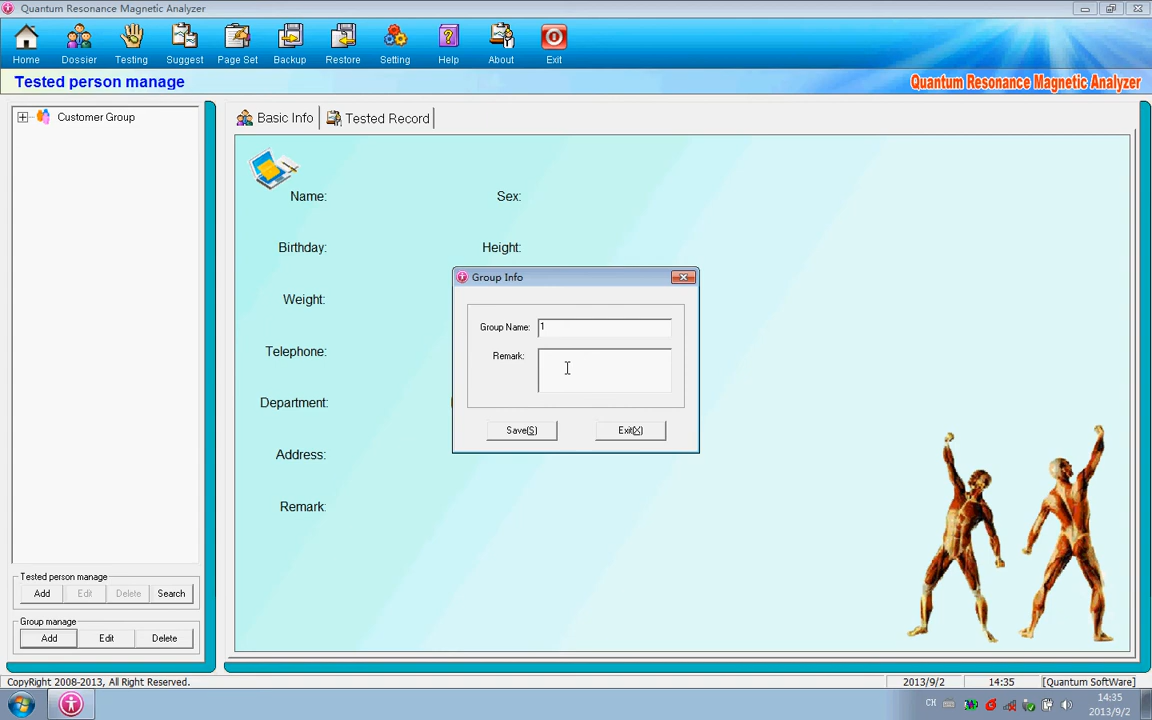 Quantum Resonance Magnetic Analyzer
Home Dossier Testing Suggest Page Set Backup Restore Setting Help About Exit
Tested person manage Quantum Resonance Magnetic Analyzer
Customer Group
Basic Info Tested Record
Name: Sex:
Birthday: Height:
Group Info
Weight:
Group Name: 1
Telephone:
Remark:
Department:
Save(S) Exit(X)
Address:
Remark:
Tested person manage
Add Edit Delete Search
Group manage
Add Edit Delete
CopyRight 2008-2013, All Right Reserved. 2013/9/2 14:35 [Quantum SoftWare]
CH 14:35
2013/9/2